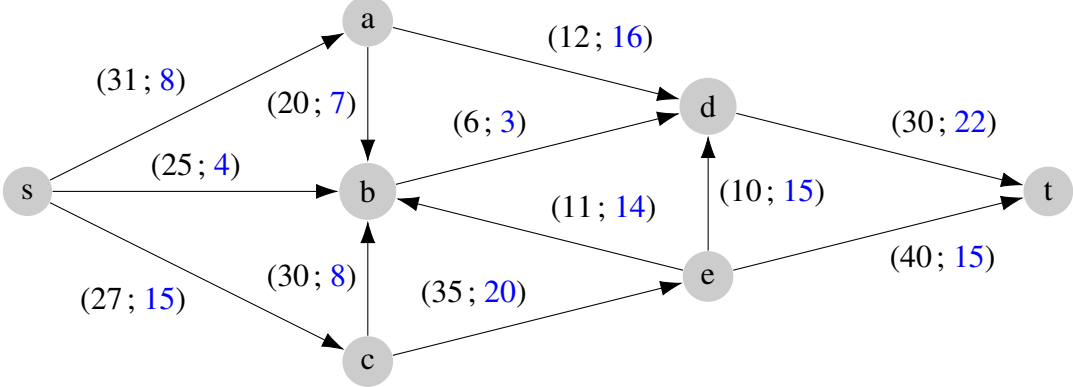 a
(12; 16)
(31; 8)
(20; 7)
d
(6; 3)
(30; 22)
(25; 4)
s
b
t
(11; 14)
(10; 15)
(30; 8)
(40; 15)
(27; 15)
(35; 20)
e
c